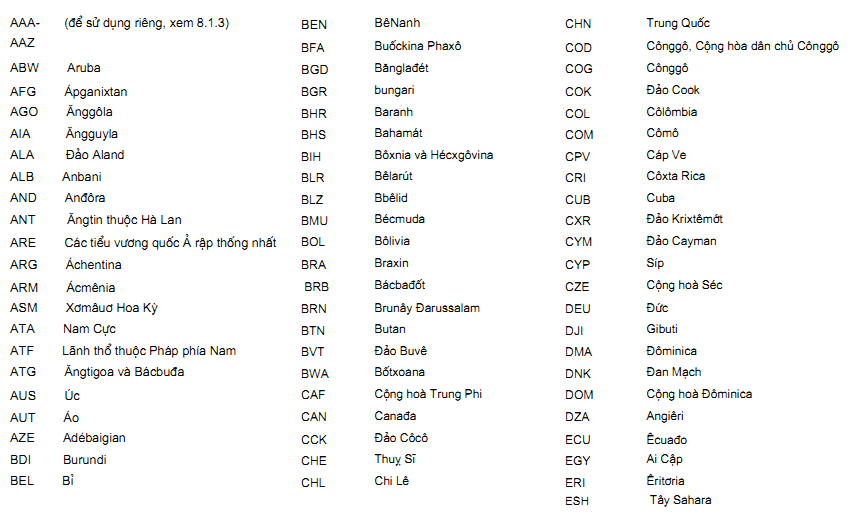 AAA- (để sử dụng riêng, xem 8.1.3)
AAZ
ABW Aruba
AFG Ápganixtan
AGO Ănggôla
AIA Ăngguyla
ALA Đảo Aland
ALB Anbani
AND Anđôra
ANT Ăngtin thuộc Hà Lan
ARE Các tiểu vương quốc Ả rập thống nhất
ARG Áchentina
ARM Ácmênia
ASM Xơmâuơ Hoa Kỳ
ATA Nam Cực
ATF Lãnh thổ thuộc Pháp phía Nam
ATG Ăngtigoa và Bácbuđa
AUS Úc
AUT Áo
AZE Adébaigian
BDI Burundi
BEL Bỉ
BEN BêNanh
BFA Buốckina Phaxô
BGD Bănglađét
BGR bungari
BHR Baranh
BHS Bahamát
BIH Bôxnia và Hécxgôvina
BLR Bêlarút
BLZ Bbêlid
BMU Bécmuda
BOL Bôlivia
BRA Braxin
BRB Bácbađốt
BRN Brunây Đarussalam
BTN Butan
BVT Đảo Buvê
BWA Bốtxoana
CAF Cộng hoà Trung Phi
CAN Canađa
CCK Đảo Côcô
CHE Thuỵ Sĩ
CHL Chi Lê
CHN Trung Quốc
COD Cônggô, Cộng hòa dân chủ Cônggô
COG Cônggô
COK Đảo Cook
COL Côlômbia
COM Cômô
CPV Cáp Ve
CRI Côxta Rica
CUB Cuba
CXR Đảo Krixtêmớt
CYM Đảo Cayman
CYP Síp
CZE Cộng hoà Séc
DEU Đức
DJI Gibuti
DMA Đôminica
DNK Đan Mạch
DOM Cộng hoà Đôminica
DZA Angiêri
ECU Êcuađo
EGY Ai Cập
ERI Êritơria
ESH Tây Sahara